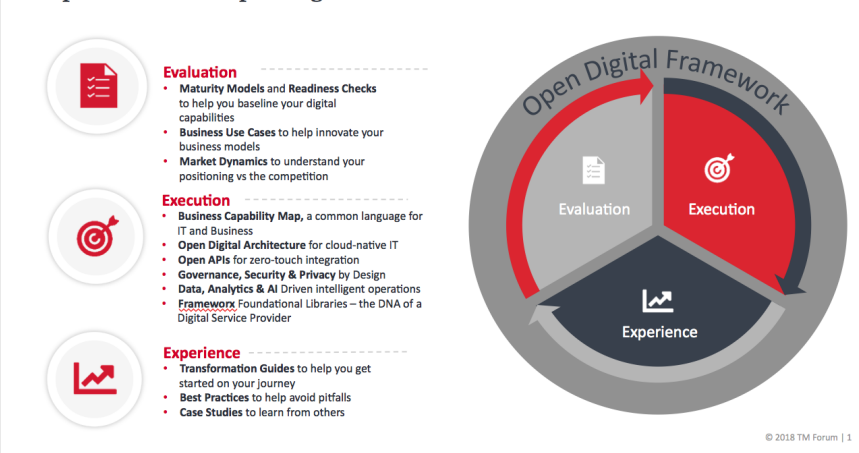 Evaluation
• Maturity Models and Readiness Checks
to help you baseline your digital
capabilities
• Business Use Cases to help innovate your
business models
• Market Dynamics to understand your
positioning vs the competition
Execution
• Business Capability Map, a common language for
IT and Business
• Open Digital Architecture for cloud-native IT
• Open APIs for zero-touch integration
• Governance, Security & Privacy by Design
• Data, Analytics & AI Driven intelligent operations
• Frameworx Foundational Libraries – the DNA of a
Digital Service Provider
Experience
• Transformation Guides to help you get
started on your journey
• Best Practices to help avoid pitfalls
• Case Studies to learn from others
Open Digital Framework
Evaluation
Execution
Experience
© 2018 TM Forum | 1